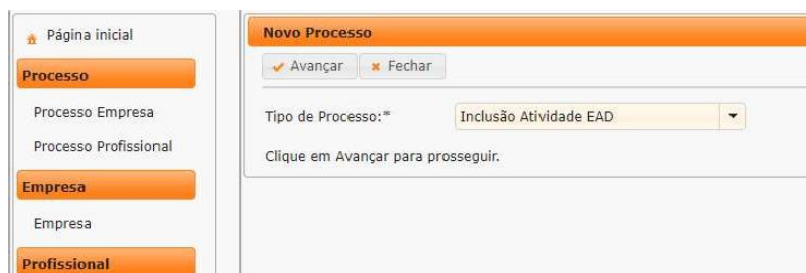 Página inicial
Processo
Processo Empresa
Processo Profissional
Empresa
Empresa
Profissional
Novo Processo
Avançar Fechar
Tipo de Processo:* Inclusão Atividade EAD
Clique em Avançar para prosseguir.